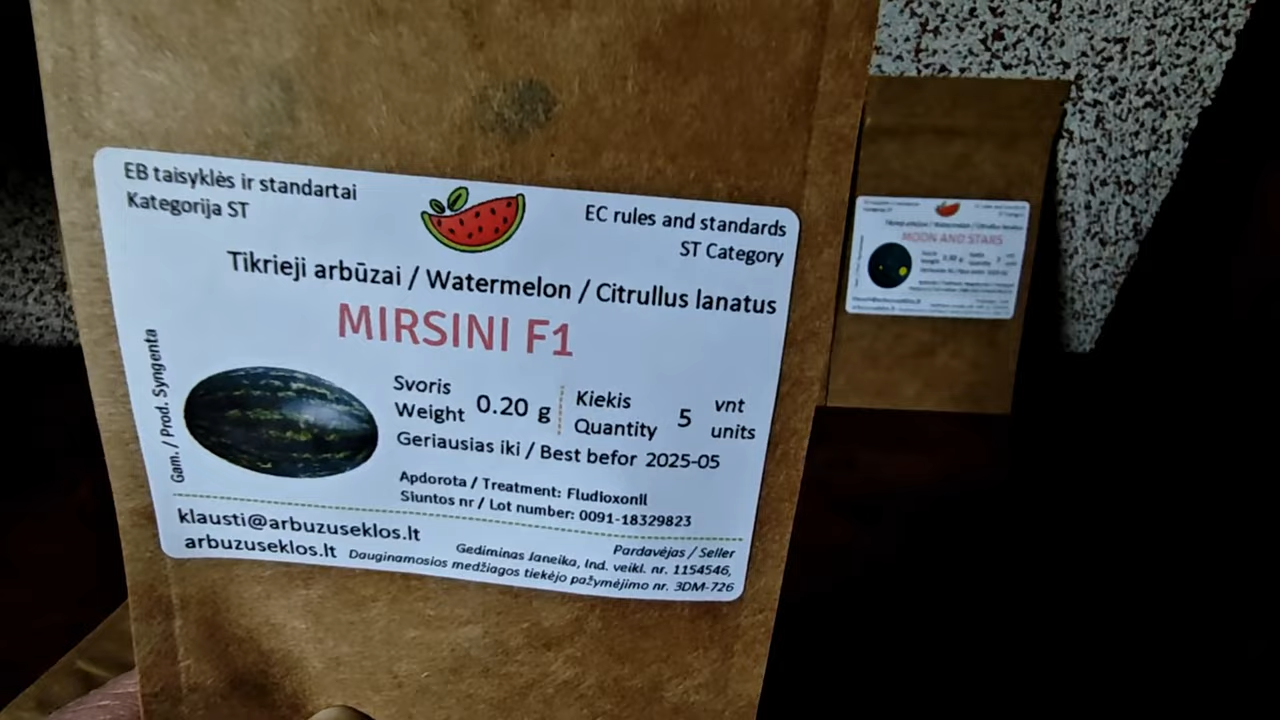 EB taisyklės ir standartai
Kategorija ST
EC rules and standards
ST Category
Tikrieji arbūzai / Watermelon / Citrullus lanatus
MIRSINI F1
Gam. / Prod. Syngenta
Svoris
Weight 0.20 g
Kiekis
Quantity 5 vnt
units
Geriausias iki / Best befor 2025-05
Apdorota / Treatment: Fludioxonil
Siuntos nr / Lot number: 0091-18329823
klausti@arbuzuseklos.lt
arbuzuseklos.lt
Pardavėjas / Seller
Gediminas Janeika, Ind. veikl. nr. 1154546,
Dauginamosios medžiagos tiekėjo pažymėjimo nr. 3DM-726
MOON AND STARS